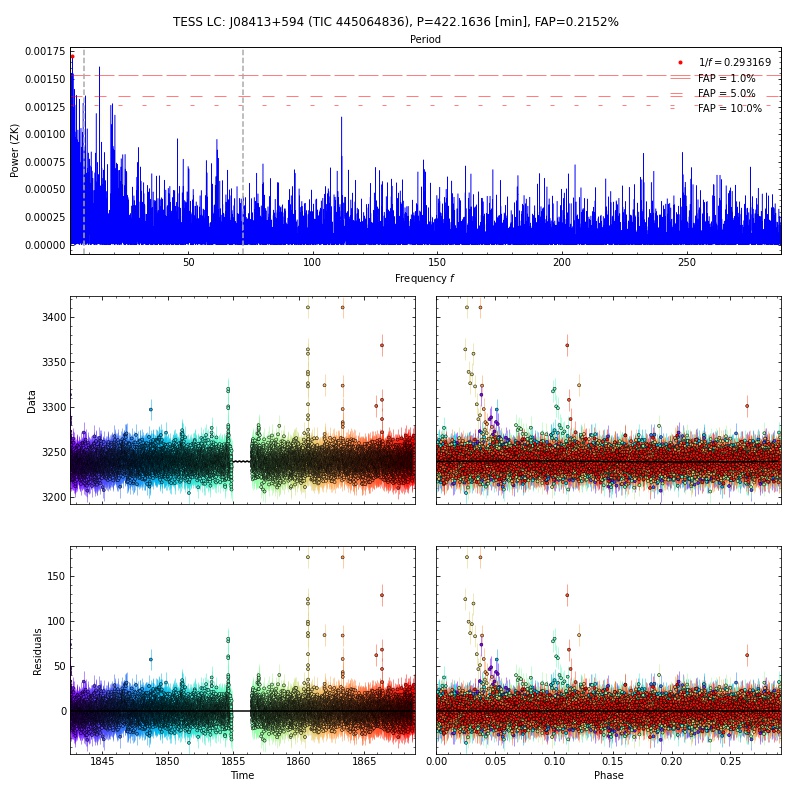 TESS LC: J08413+594 (TIC 445064836), P=422.1636 [min], FAP=0.2152%
Period
0.00175
0.00150
0.00125
0.00100
0.00075
0.00050
0.00025
0.00000
Power (ZK)
1/f = 0.293169
FAP = 1.0%
FAP = 5.0%
FAP = 10.0%
50 100 150 200 250
Frequency f
3400
3350
3300
3250
3200
Data
150
100
50
0
Residuals
1845 1850 1855 1860 1865
Time
0.00 0.05 0.10 0.15 0.20 0.25
Phase